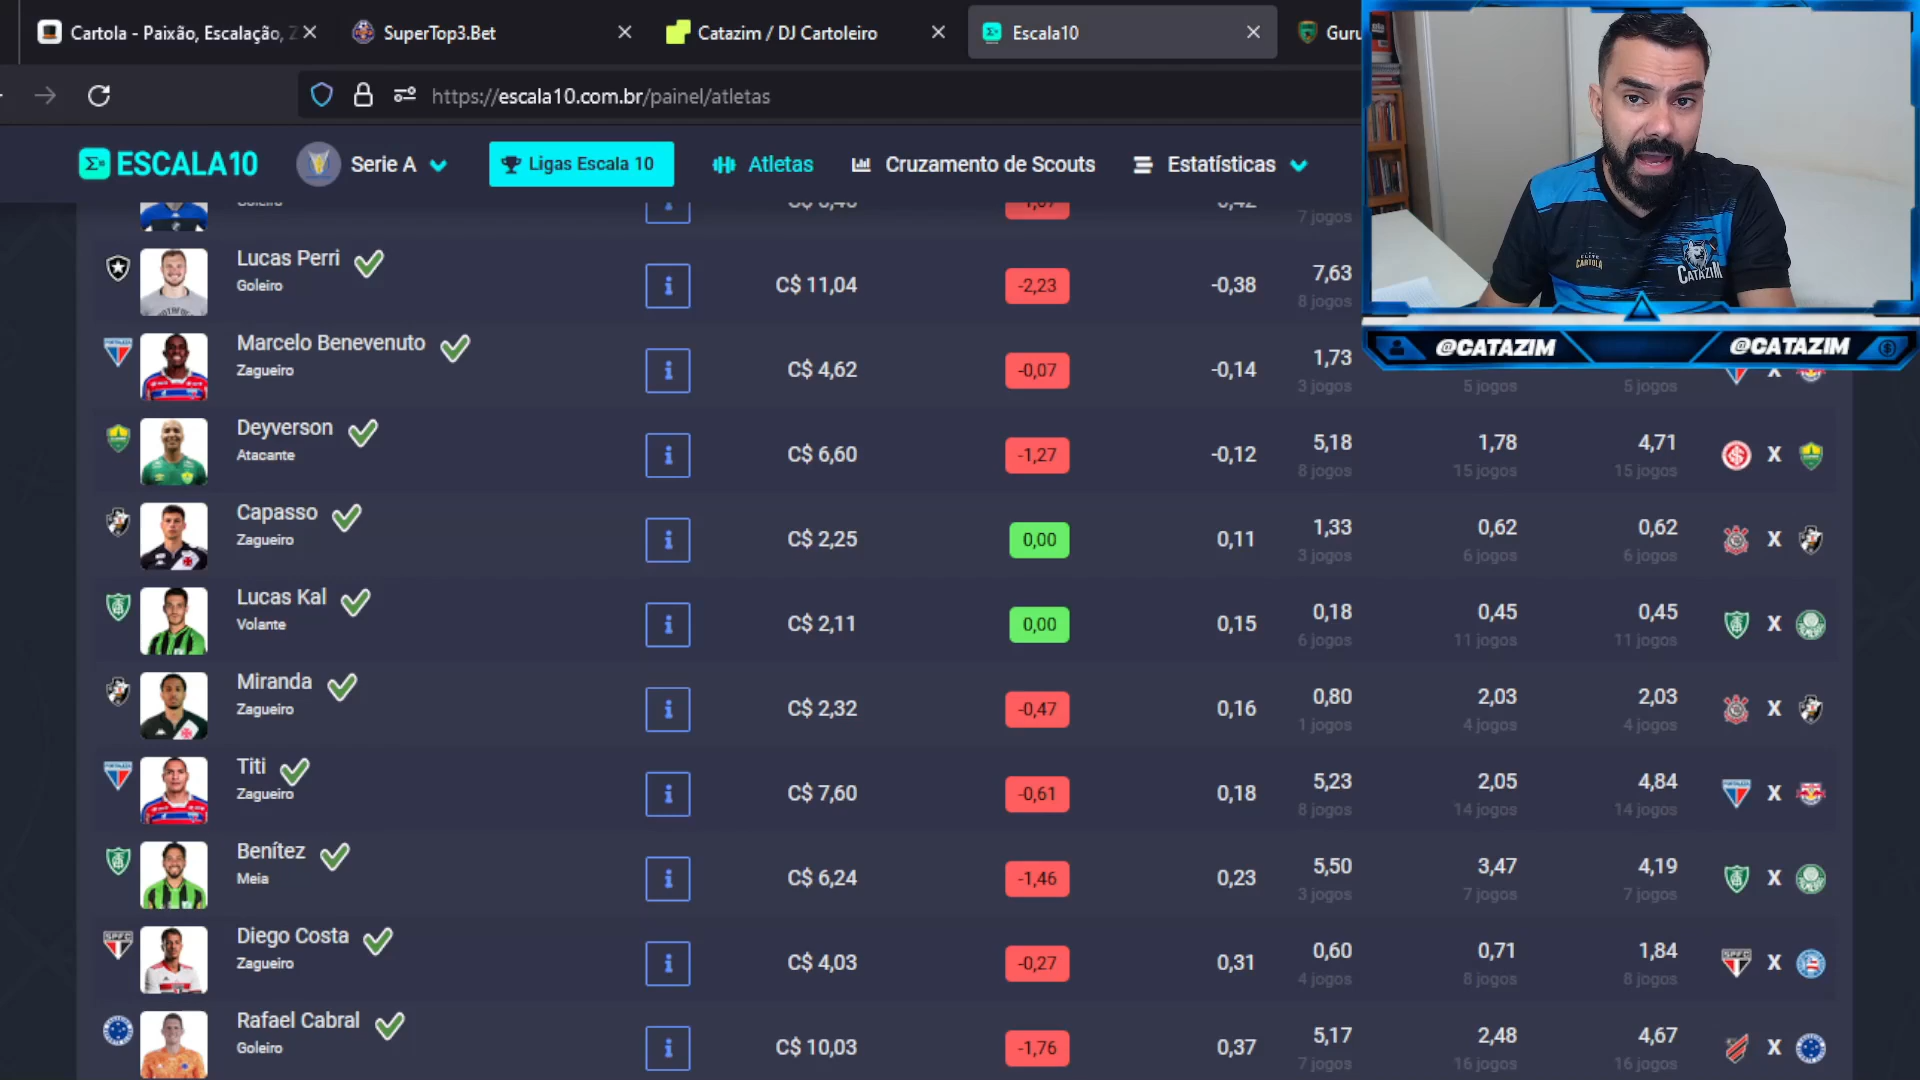 Cartola - Paixão, Escalação, Z
SuperTop3.Bet
Catazim / DJ Cartoleiro
Escala10
Guru
https://escala10.com.br/painel/atletas
ESCALA10
Serie A
Ligas Escala 10
Atletas
Cruzamento de Scouts
Estatísticas
Goleiro
7 jogos
ELITE CARTOLA
CATAZIM
@CATAZIM
@CATAZIM
Lucas Perri
Goleiro
C$ 11,04
-2,23
-0,38
7,63
8 jogos
Marcelo Benevenuto
Zagueiro
C$ 4,62
-0,07
-0,14
1,73
3 jogos
5 jogos
5 jogos
X
Deyverson
Atacante
C$ 6,60
-1,27
-0,12
5,18
8 jogos
1,78
15 jogos
4,71
15 jogos
X
Capasso
Zagueiro
C$ 2,25
0,00
0,11
1,33
3 jogos
0,62
6 jogos
0,62
6 jogos
X
Lucas Kal
Volante
C$ 2,11
0,00
0,15
0,18
6 jogos
0,45
11 jogos
0,45
11 jogos
X
Miranda
Zagueiro
C$ 2,32
-0,47
0,16
0,80
1 jogos
2,03
4 jogos
2,03
4 jogos
X
Titi
Zagueiro
C$ 7,60
-0,61
0,18
5,23
8 jogos
2,05
14 jogos
4,84
14 jogos
X
Benítez
Meia
C$ 6,24
-1,46
0,23
5,50
3 jogos
3,47
7 jogos
4,19
7 jogos
X
Diego Costa
Zagueiro
C$ 4,03
-0,27
0,31
0,60
4 jogos
0,71
8 jogos
1,84
8 jogos
X
Rafael Cabral
Goleiro
C$ 10,03
-1,76
0,37
5,17
7 jogos
2,48
16 jogos
4,67
16 jogos
X